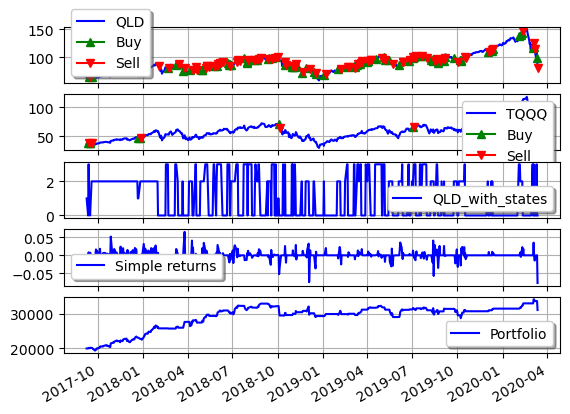 150
100
QLD
Buy
Sell
100
50
TQQQ
Buy
Sell
2
0
QLD_with_states
0.05
0.00
−0.05
Simple returns
30000
20000
Portfolio
2017-10
2018-01
2018-04
2018-07
2018-10
2019-01
2019-04
2019-07
2019-10
2020-01
2020-04